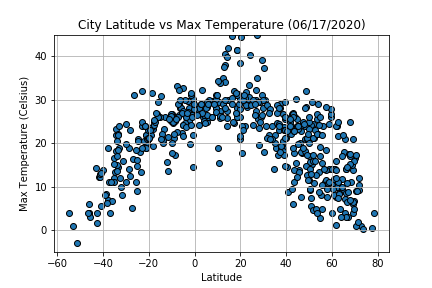 City Latitude vs Max Temperature (06/17/2020)
Max Temperature (Celsius)
40
30
20
10
0
−60 −40 −20 0 20 40 60 80
Latitude